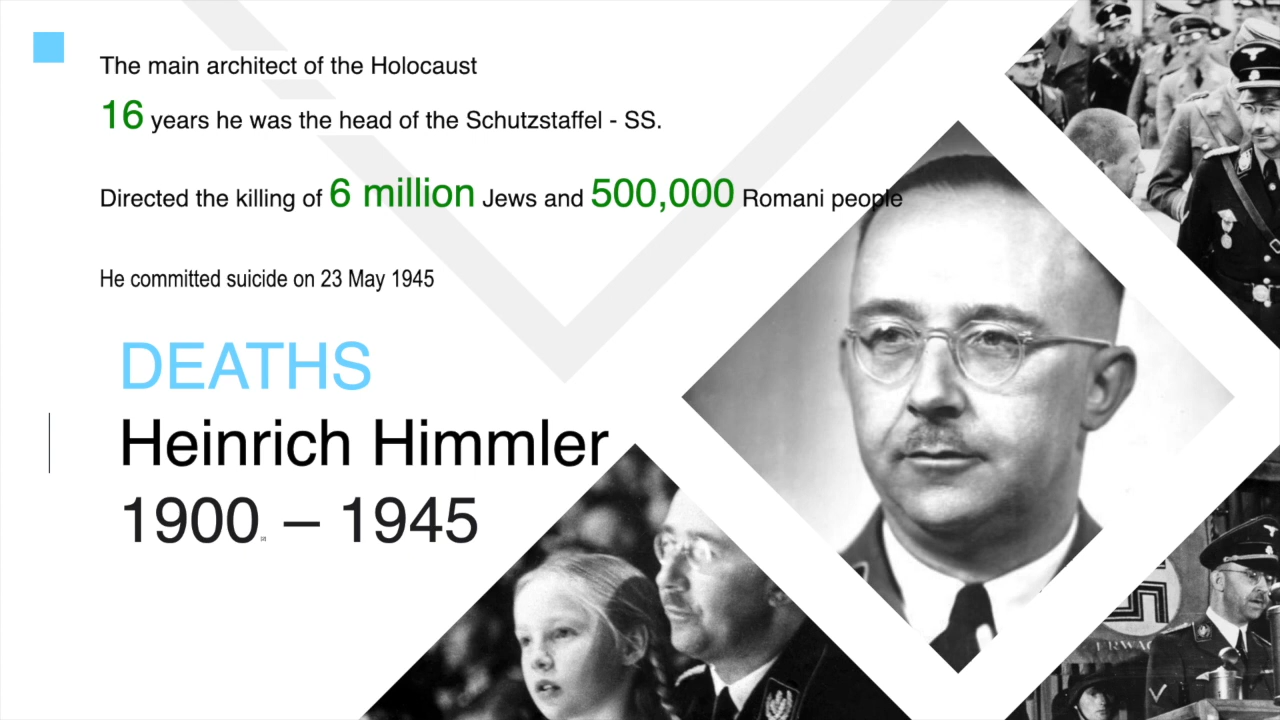 The main architect of the Holocaust
16 years he was the head of the Schutzstaffel - SS.
Directed the killing of 6 million Jews and 500,000 Romani people
He committed suicide on 23 May 1945
DEATHS
Heinrich Himmler
1900 – 1945
ERWAC